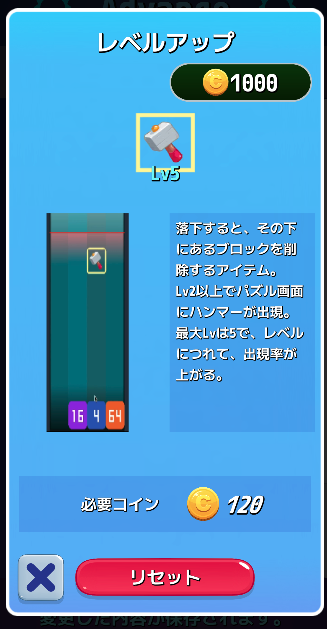 Advance
レベルアップ
1000
Lv5
落下すると、その下
にあるブロックを削
除するアイテム。
Lv2以上でパズル画面
にハンマーが出現。
最大Lvは5で、レベル
につれて、出現率が
上がる。
16 4 64
必要コイン 120
リセット
変更した内容が保存されます。